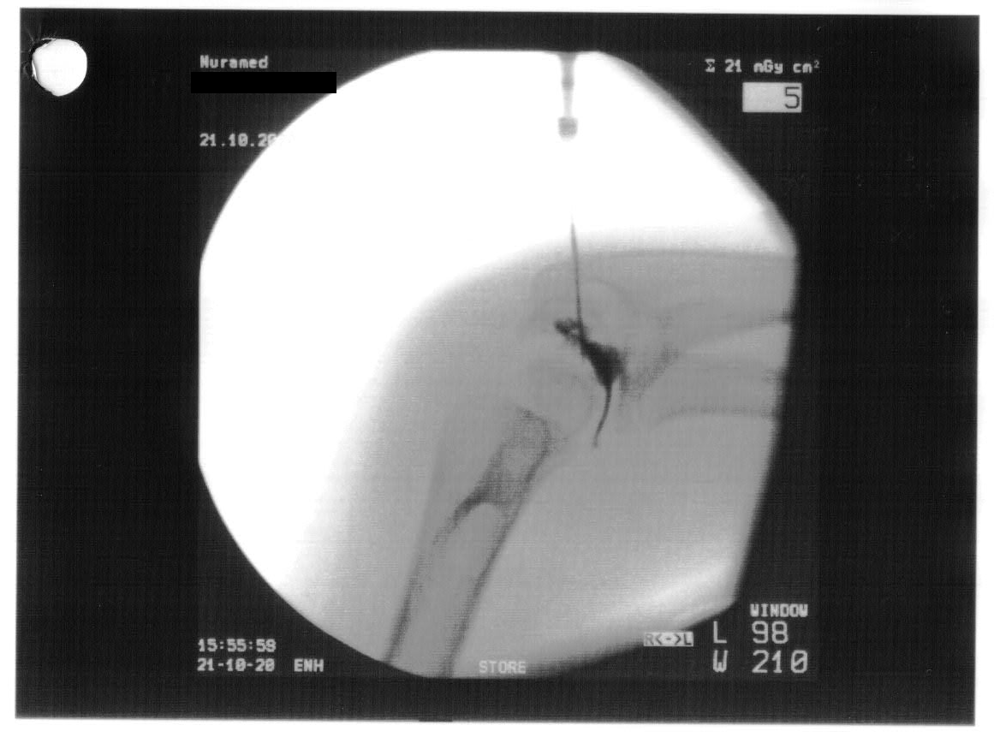 Nuramed
Σ 21 mGy cm²
5
21.10.20
15:55:58
21-10-20 ENH
STORE
R<->L
WINDOW
L 98
W 210